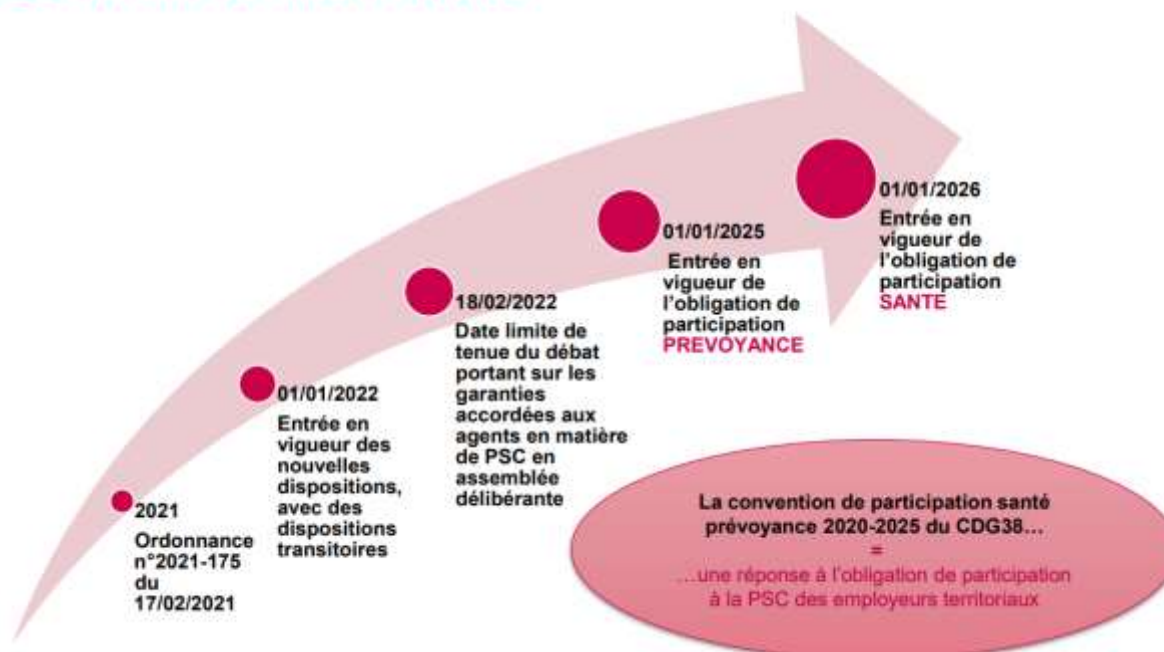 2021
Ordonnance
n°2021-175
du
17/02/2021
01/01/2022
Entrée en
vigueur des
nouvelles
dispositions,
avec des
dispositions
transitoires
18/02/2022
Date limite de
tenue du débat
portant sur les
garanties
accordées aux
agents en matière
de PSC en
assemblée
délibérante
01/01/2025
Entrée en
vigueur de
l'obligation de
participation
PREVOYANCE
01/01/2026
Entrée en
vigueur de
l'obligation de
participation
SANTE
La convention de participation santé
prévoyance 2020-2025 du CDG38...
=
...une réponse à l'obligation de participation
à la PSC des employeurs territoriaux